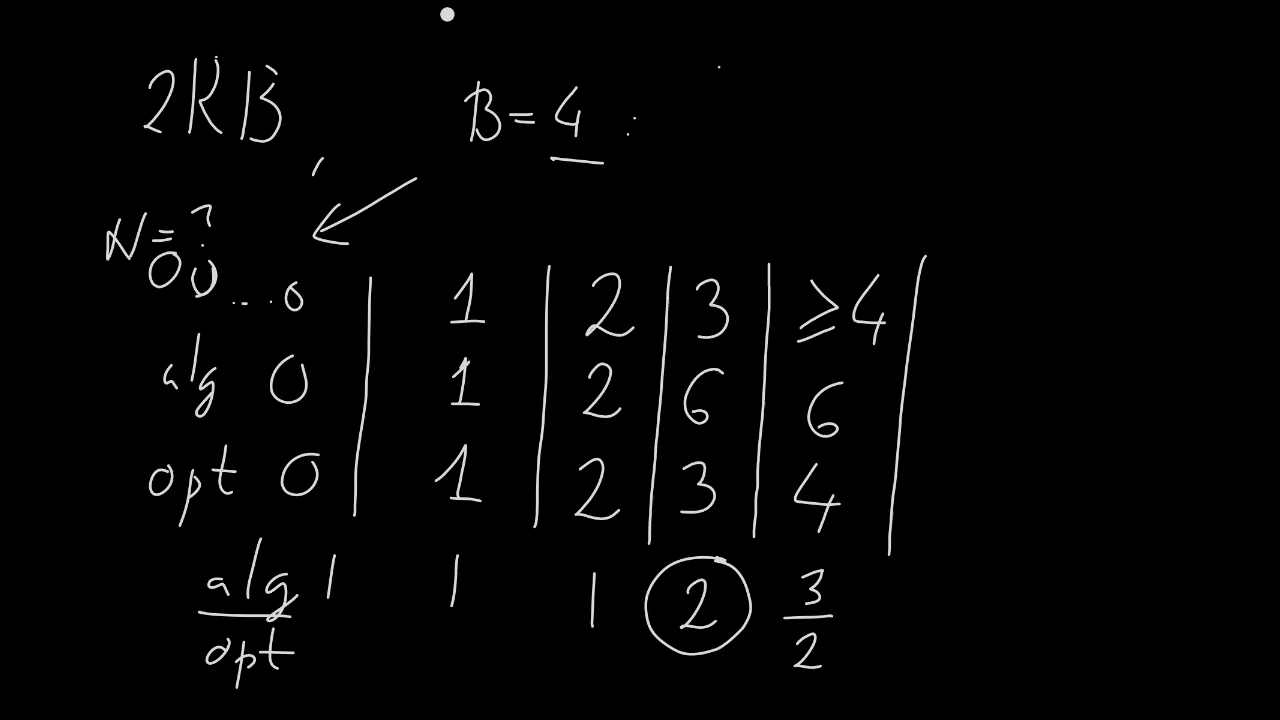 2RB B=4
N=?
00...0 | 1 | 2 | 3 | ≥4 |
alg 0 | 1 | 2 | 6 | 6
opt 0 | 1 | 2 | 3 | 4
alg/opt 1 1 1 2 3/2